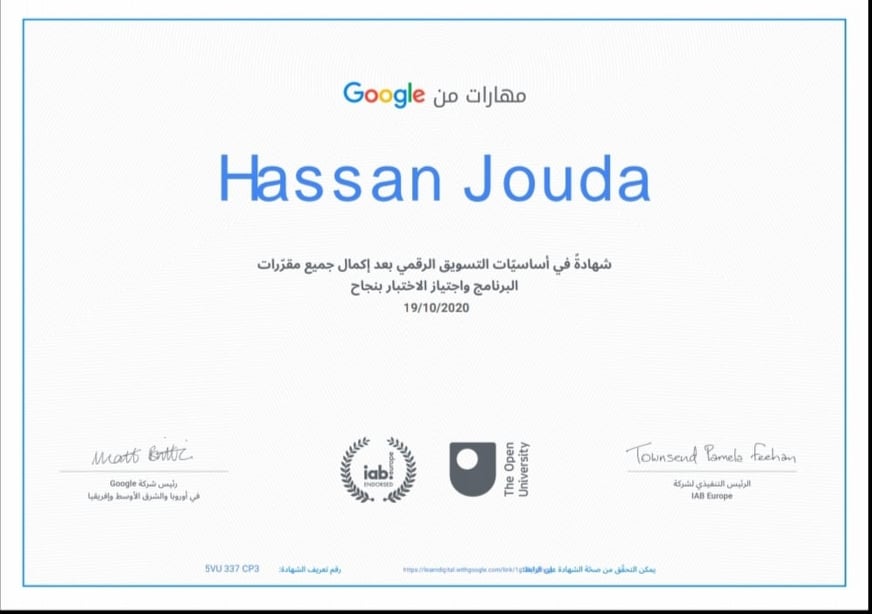 مهارات من Google
Hassan Jouda
شهادةً في أساسيّات التسويق الرقمي بعد إكمال جميع مقرّرات
البرنامج واجتياز الاختبار بنجاح
19/10/2020
Matt
رئيس شركة Google
في أوروبا والشرق الأوسط وإفريقيا
iab europe
ENDORSED
The Open
University
Townsend Pamela Feehan
الرئيس التنفيذي لشركة
IAB Europe
يمكن التحقّق من صحّة الشهادة على الرابط: https://learndigital.withgoogle.com/link/
رقم تعريف الشهادة: 5VU 337 CP3